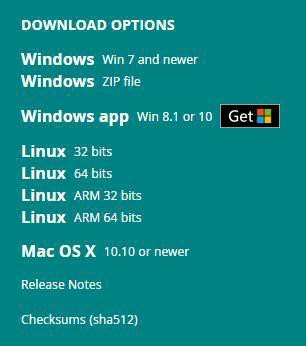 DOWNLOAD OPTIONS
Windows Win 7 and newer
Windows ZIP file
Windows app Win 8.1 or 10 Get
Linux 32 bits
Linux 64 bits
Linux ARM 32 bits
Linux ARM 64 bits
Mac OS X 10.10 or newer
Release Notes
Checksums (sha512)